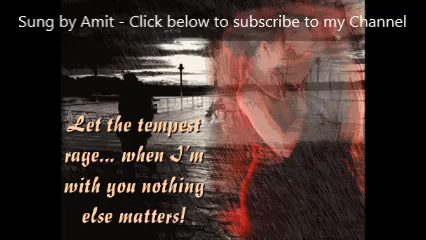 Sung by Amit - Click below to subscribe to my Channel
Let the tempest
rage... when I'm
with you nothing
else matters!